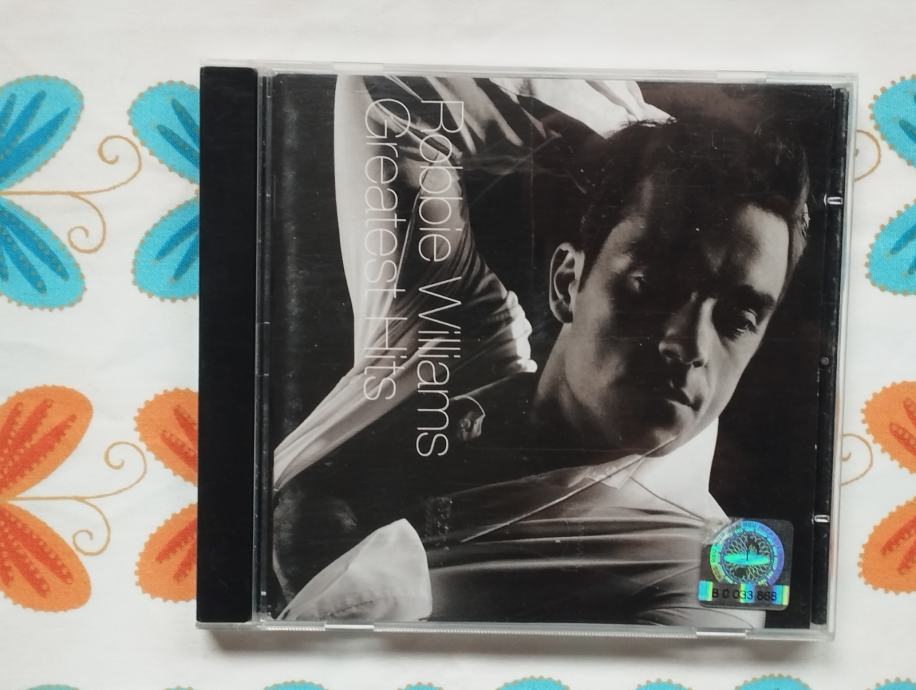 Robbie Williams
Greatest Hits
B 0 033 868